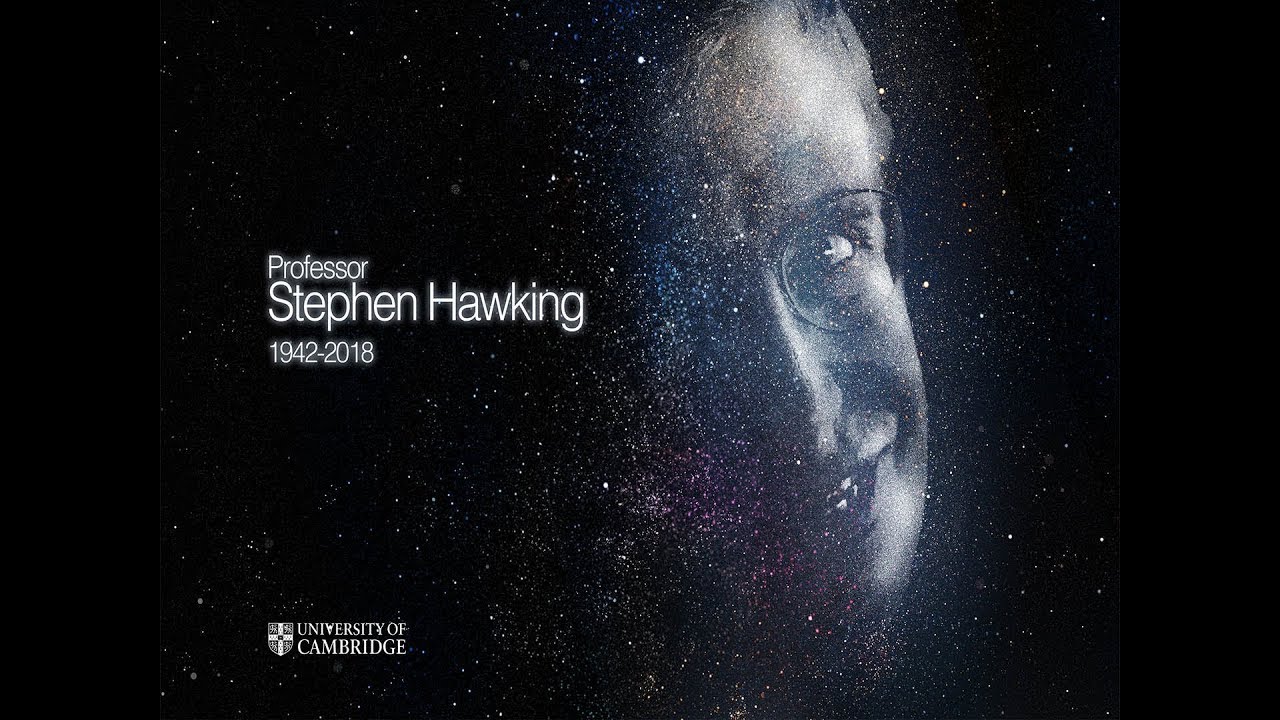 Professor
Stephen Hawking
1942-2018
UNIVERSITY OF
CAMBRIDGE